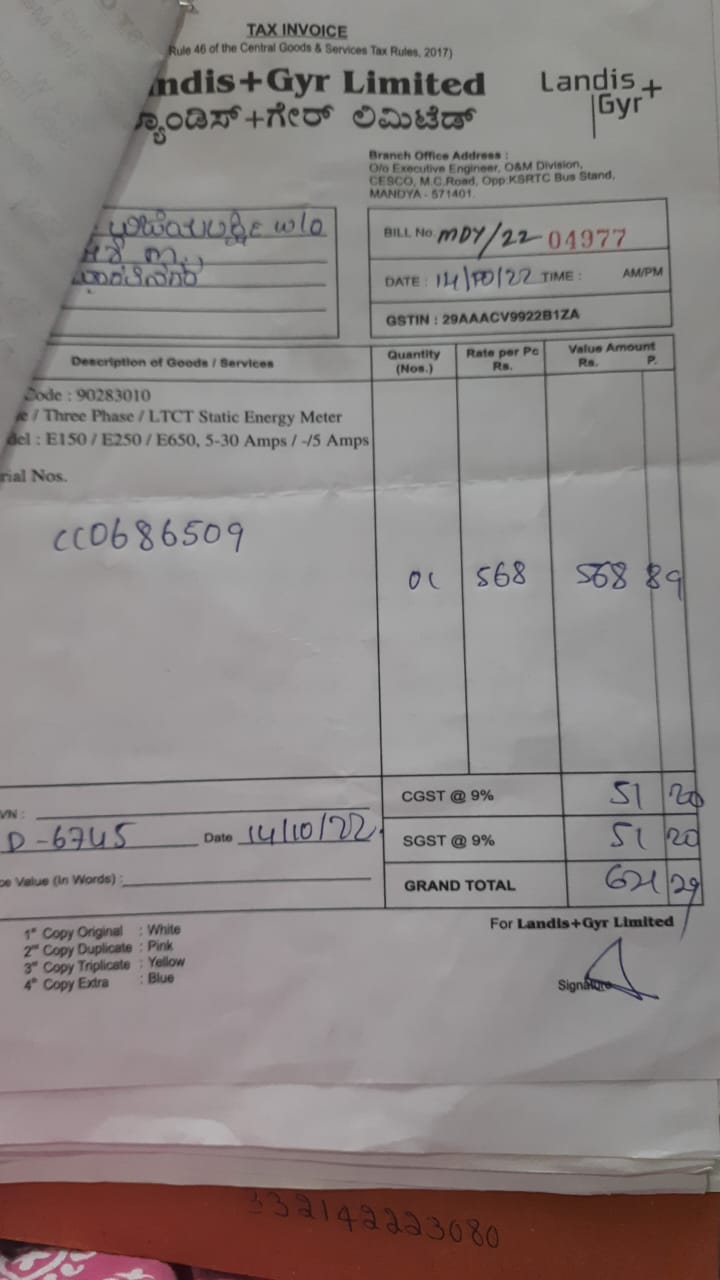 TAX INVOICE
Rule 46 of the Central Goods & Services Tax Rules, 2017)
ndis+Gyr Limited
ಲ್ಯಾಂಡಿಸ್+ಗೇರ್ ಲಿಮಿಟೆಡ್
Landis+
Gyr
Branch Office Address :
O/o Executive Engineer, O&M Division,
CESCO, M.C.Road, Opp.KSRTC Bus Stand,
MANDYA - 571401.
w/o
BILL No. MDY/22 04977
DATE : 14/10/22 TIME : AM/PM
GSTIN : 29AAACV9922B1ZA
Description of Goods / Services Quantity (Nos.) Rate per Pc Rs. Value Amount Rs. P.
Code : 90283010
e / Three Phase / LTCT Static Energy Meter
del : E150 / E250 / E650, 5-30 Amps / -/5 Amps
rial Nos.
CC0686509
01 568 568 89
CGST @ 9% 51 20
VN :
D-6745 Date 14/10/22
SGST @ 9% 51 20
ce Value (In Words) :
GRAND TOTAL 671 29
For Landis+Gyr Limited
1st Copy Original : White
2nd Copy Duplicate : Pink
3rd Copy Triplicate : Yellow
4th Copy Extra : Blue
Signature
332142223080